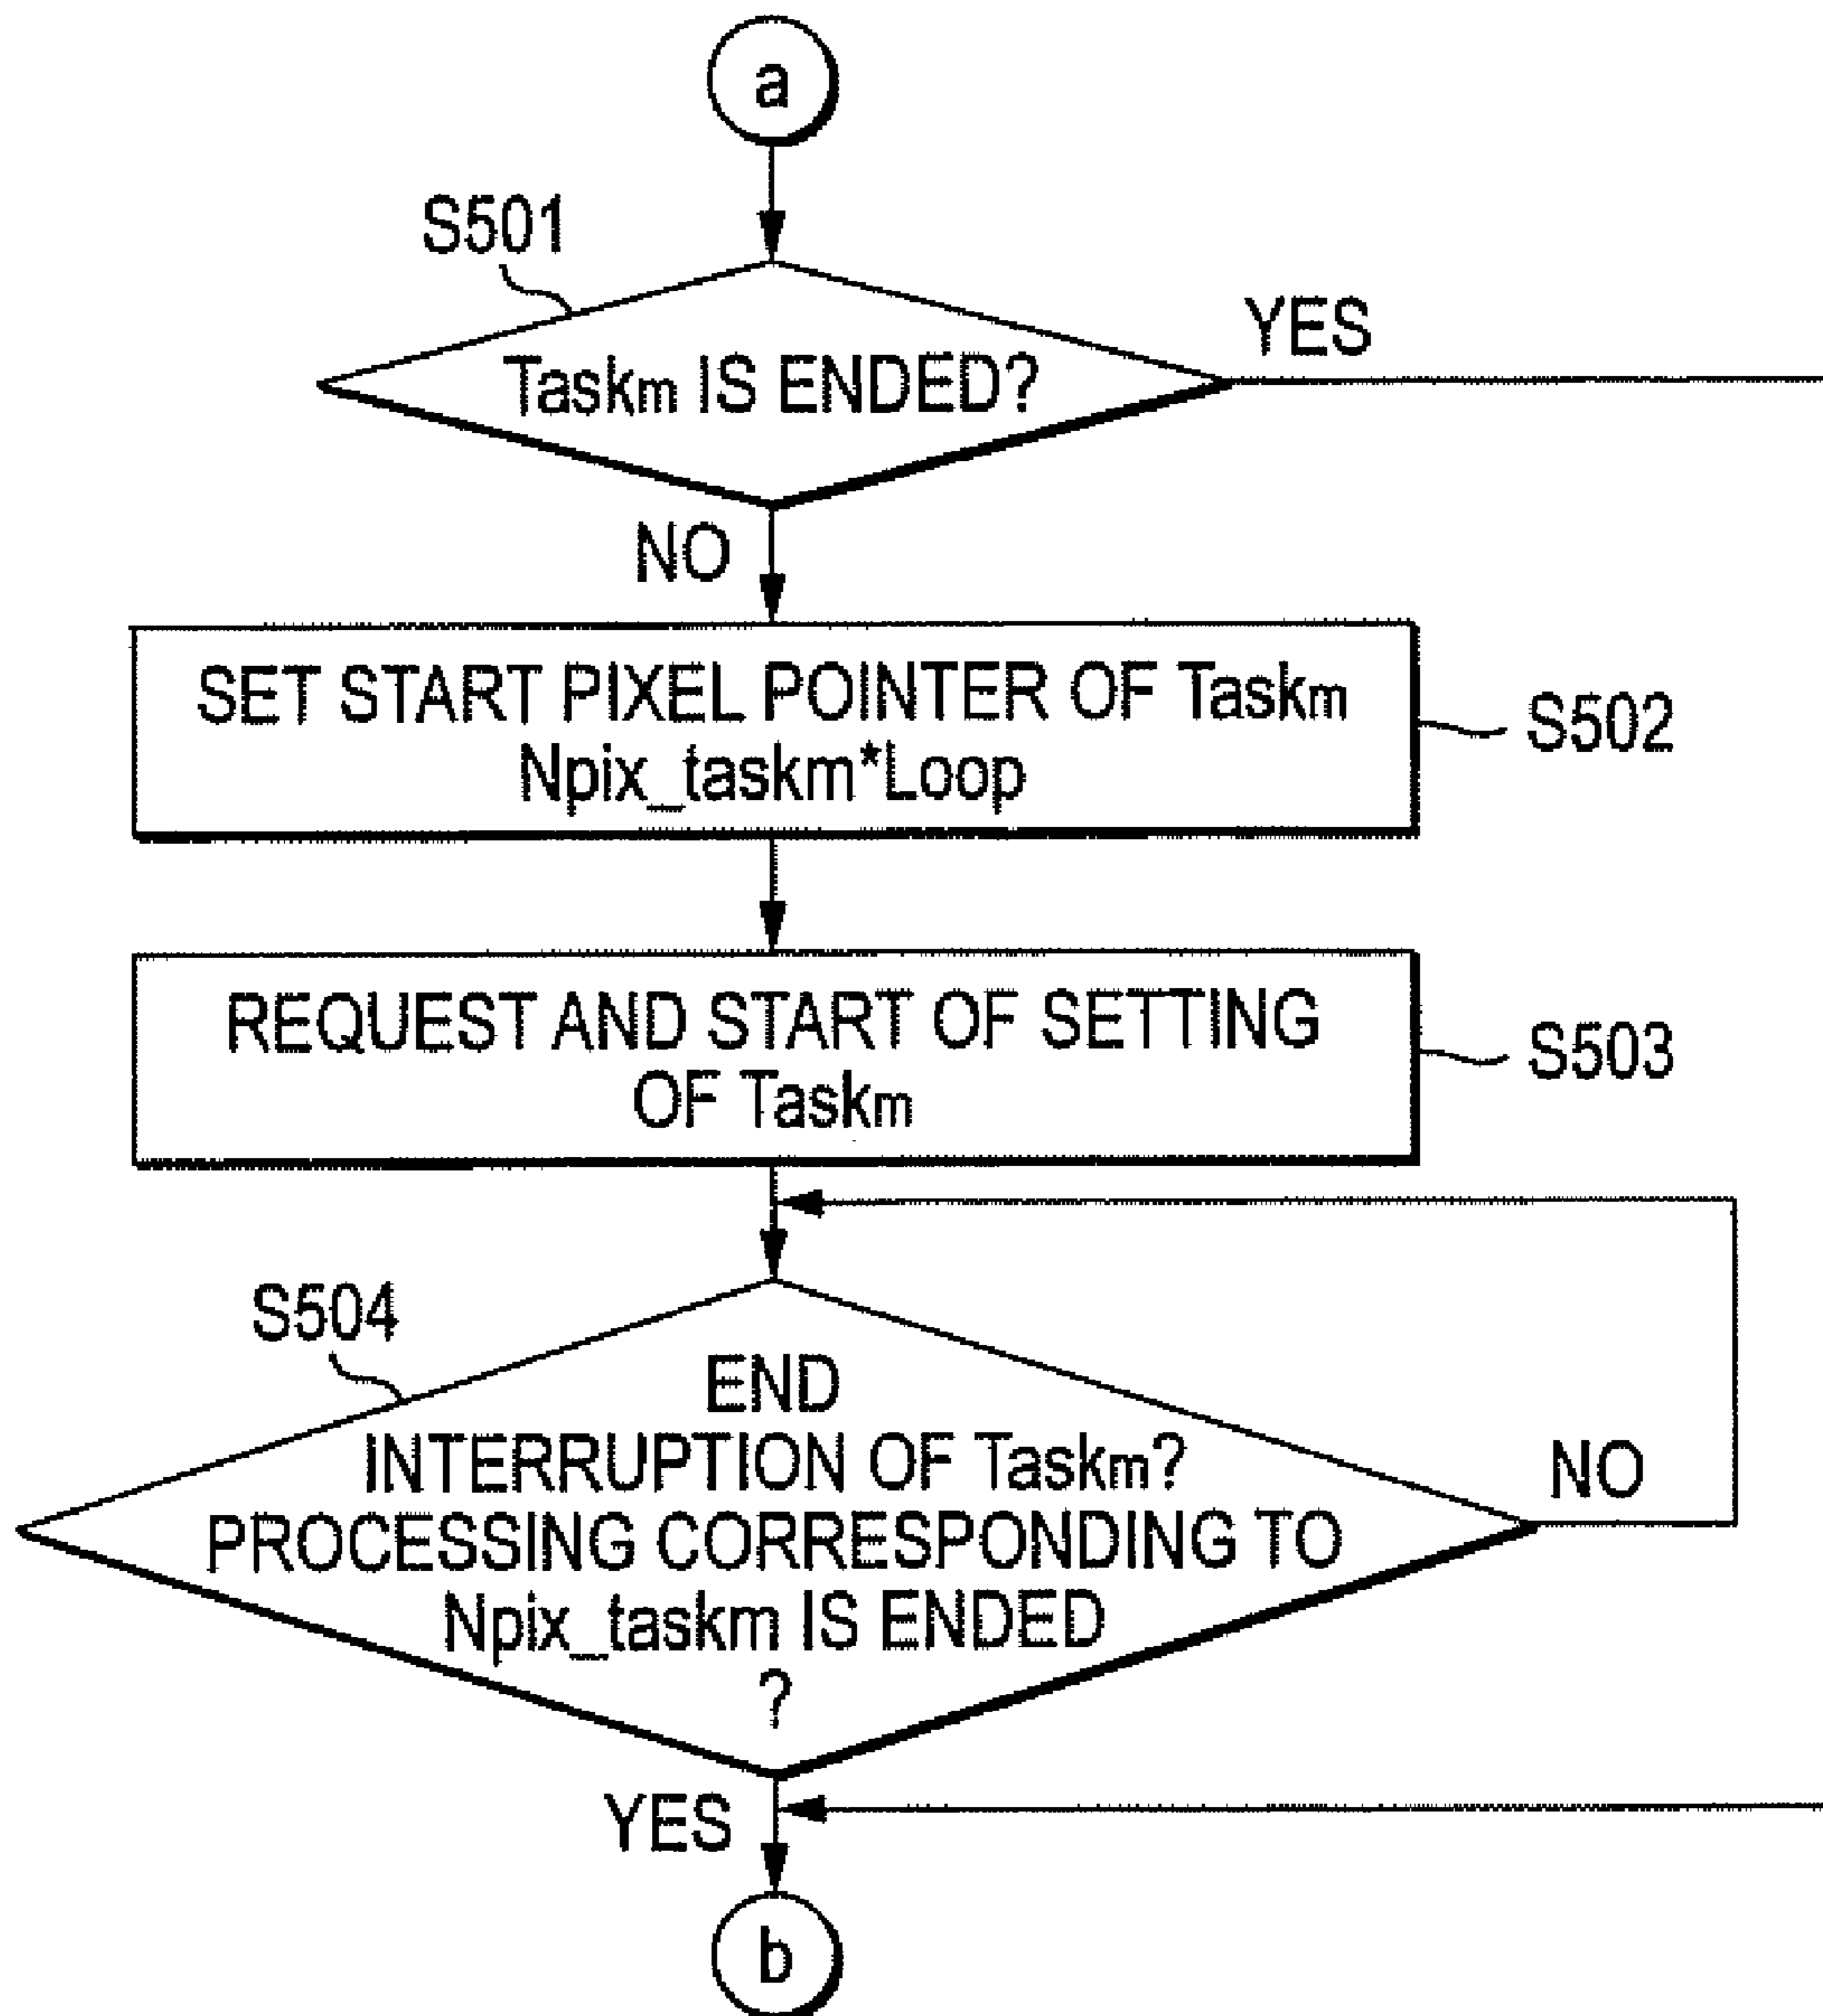 a
S501
YES
Taskm IS ENDED?
NO
SET START PIXEL POINTER OF Taskm
Npix_taskm*Loop
S502
REQUEST AND START OF SETTING
OF Taskm
S503
S504
END
INTERRUPTION OF Taskm?
NO
PROCESSING CORRESPONDING TO
Npix_taskm IS ENDED
?
YES
b